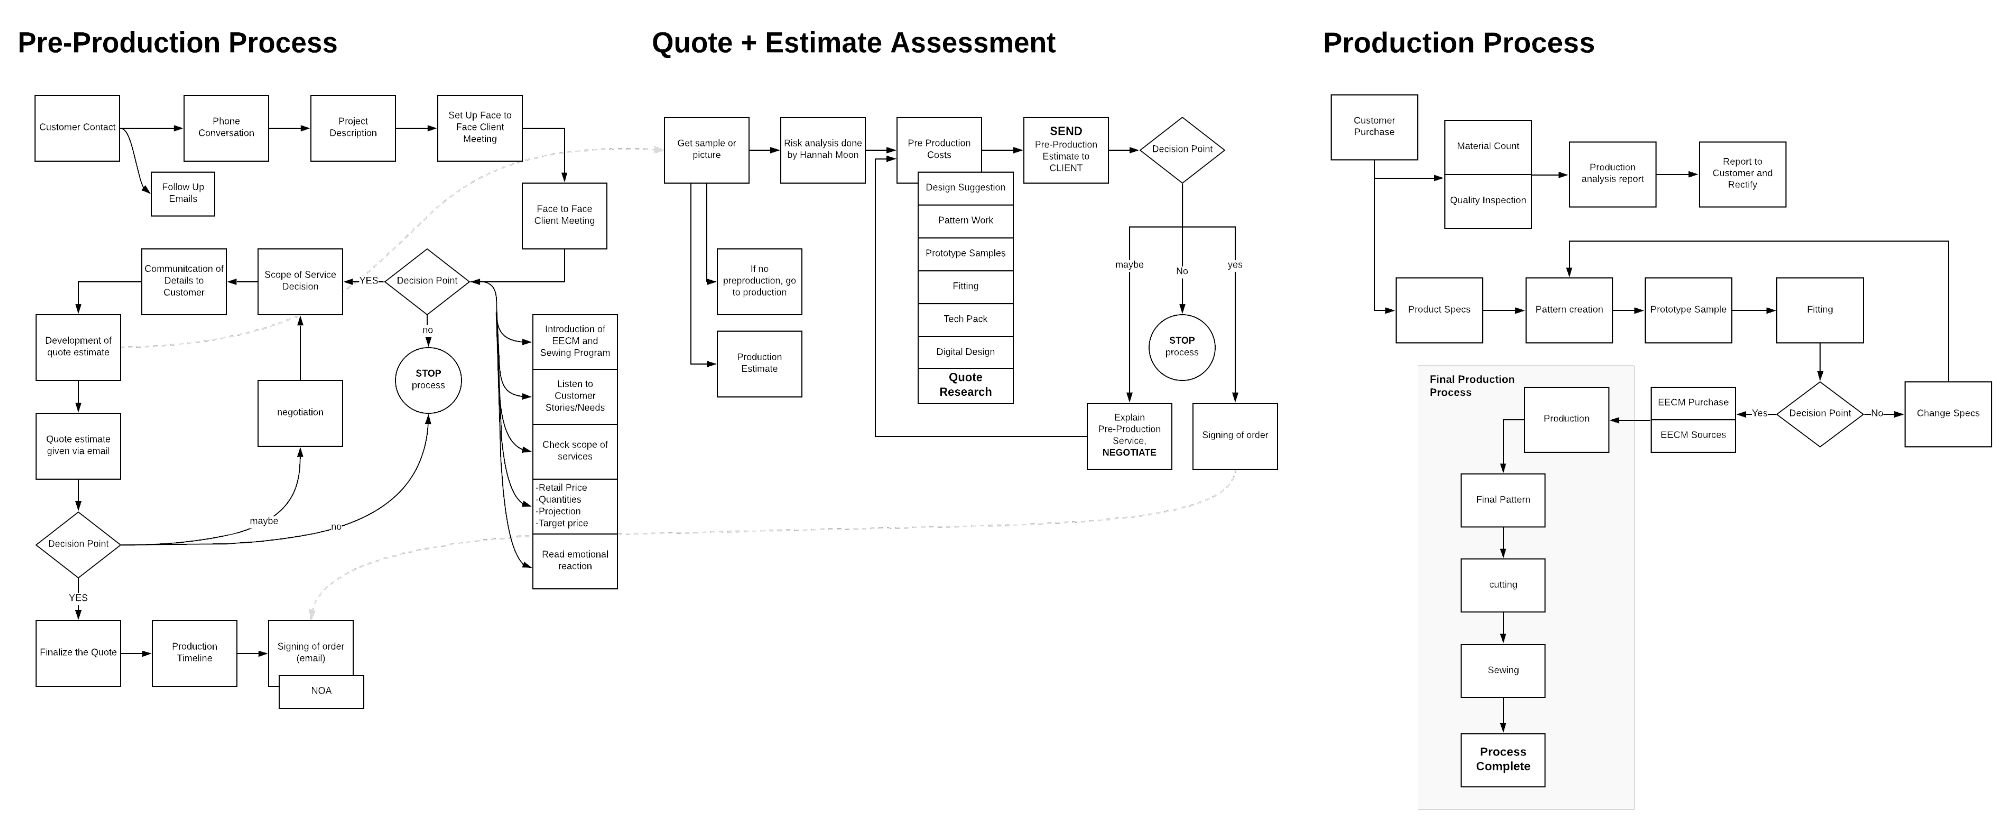 Pre-Production Process
Customer Contact
Phone
Conversation
Project
Description
Set Up Face to
Face Client
Meeting
Follow Up
Emails
Face to Face
Client Meeting
Communitcation of
Details to
Customer
Scope of Service
Decision
YES
Decision Point
no
STOP
process
Development of
quote estimate
negotiation
Quote estimate
given via email
maybe
no
Decision Point
YES
Finalize the Quote
Production
Timeline
Signing of order
(email)
NOA
Introduction of
EECM and
Sewing Program
Listen to
Customer
Stories/Needs
Check scope of
services
-Retail Price
-Quantities
-Projection
-Target price
Read emotional
reaction
Quote + Estimate Assessment
Get sample or
picture
Risk analysis done
by Hannah Moon
Pre Production
Costs
SEND
Pre-Production
Estimate to
CLIENT
Decision Point
If no
preproduction, go
to production
Production
Estimate
Design Suggestion
Pattern Work
Prototype Samples
Fitting
Tech Pack
Digital Design
Quote
Research
maybe
No
yes
STOP
process
Explain
Pre-Production
Service,
NEGOTIATE
Signing of order
Production Process
Customer
Purchase
Material Count
Quality Inspection
Production
analysis report
Report to
Customer and
Rectify
Product Specs
Pattern creation
Prototype Sample
Fitting
Decision Point
Yes
No
Change Specs
EECM Purchase
EECM Sources
Final Production
Process
Production
Final Pattern
cutting
Sewing
Process
Complete